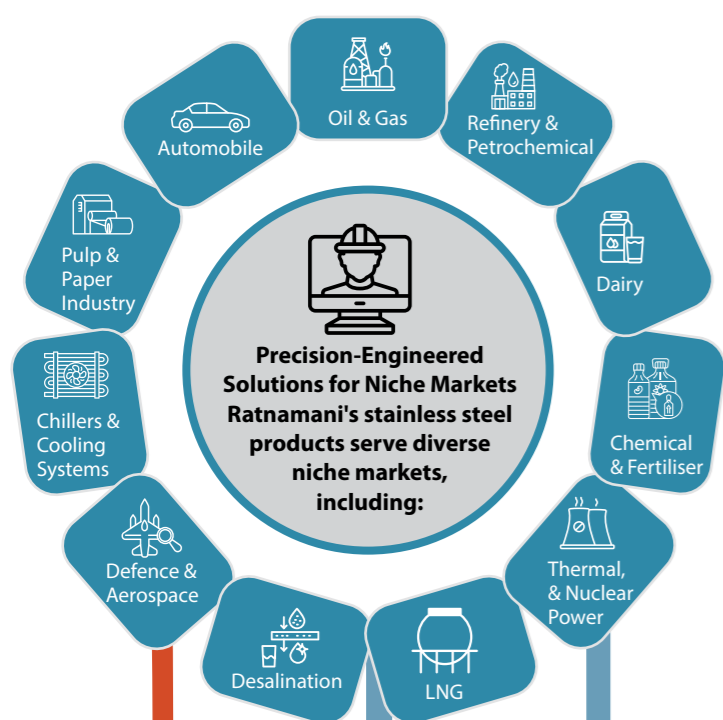 Oil & Gas
Refinery &
Petrochemical
Dairy
Chemical
& Fertiliser
Thermal,
& Nuclear
Power
LNG
Desalination
Defence &
Aerospace
Chillers &
Cooling
Systems
Pulp &
Paper
Industry
Automobile
Precision-Engineered
Solutions for Niche Markets
Ratnamani's stainless steel
products serve diverse
niche markets,
including: